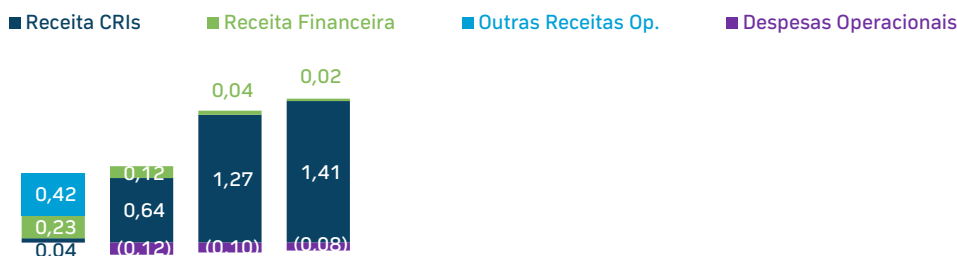 Receita CRIs Receita Financeira Outras Receitas Op. Despesas Operacionais
0,04 0,02
0,42 0,12 1,27 1,41
0,23 0,64
0,04 (0,12) (0,10) (0,08)